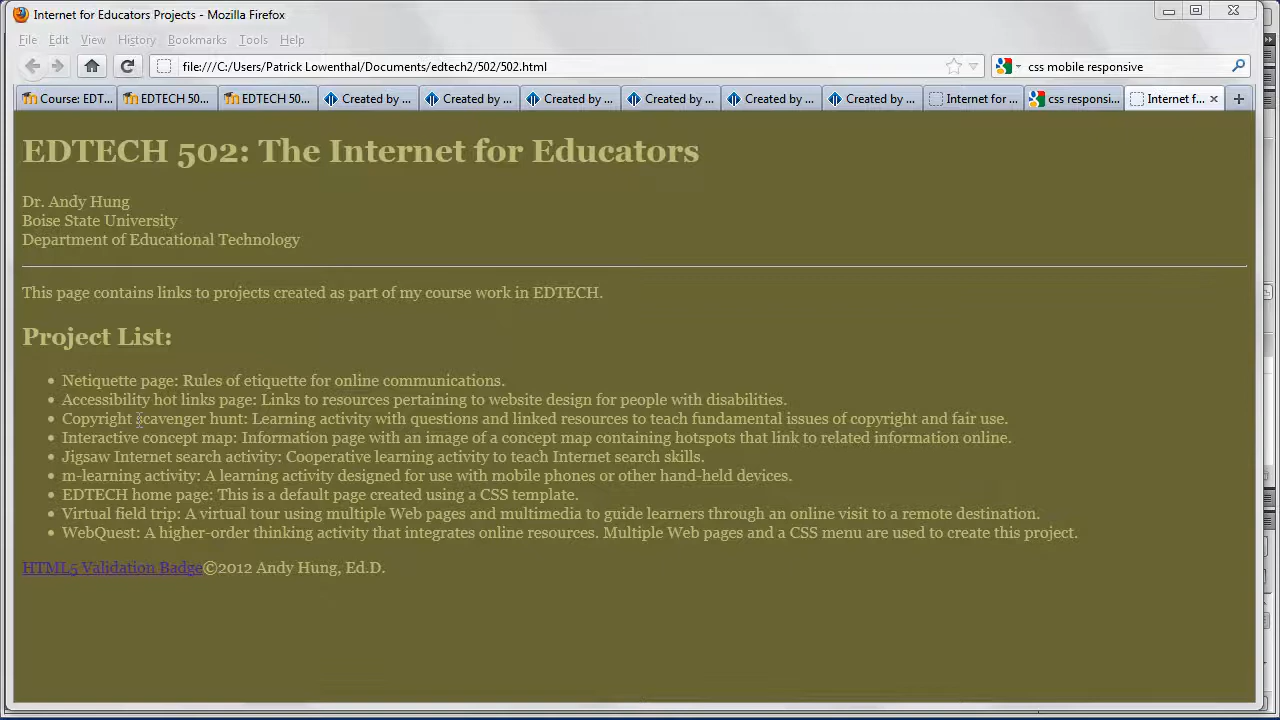 Internet for Educators Projects - Mozilla Firefox
File Edit View History Bookmarks Tools Help
file:///C:/Users/Patrick Lowenthal/Documents/edtech2/502/502.html
css mobile responsive
Course: EDT... EDTECH 50... EDTECH 50... Created by ... Created by ... Created by ... Created by ... Created by ... Created by ... Internet for ... css responsi... Internet f...
EDTECH 502: The Internet for Educators
Dr. Andy Hung
Boise State University
Department of Educational Technology
This page contains links to projects created as part of my course work in EDTECH.
Project List:
• Netiquette page: Rules of etiquette for online communications.
• Accessibility hot links page: Links to resources pertaining to website design for people with disabilities.
• Copyright scavenger hunt: Learning activity with questions and linked resources to teach fundamental issues of copyright and fair use.
• Interactive concept map: Information page with an image of a concept map containing hotspots that link to related information online.
• Jigsaw Internet search activity: Cooperative learning activity to teach Internet search skills.
• m-learning activity: A learning activity designed for use with mobile phones or other hand-held devices.
• EDTECH home page: This is a default page created using a CSS template.
• Virtual field trip: A virtual tour using multiple Web pages and multimedia to guide learners through an online visit to a remote destination.
• WebQuest: A higher-order thinking activity that integrates online resources. Multiple Web pages and a CSS menu are used to create this project.
HTML5 Validation Badge©2012 Andy Hung, Ed.D.